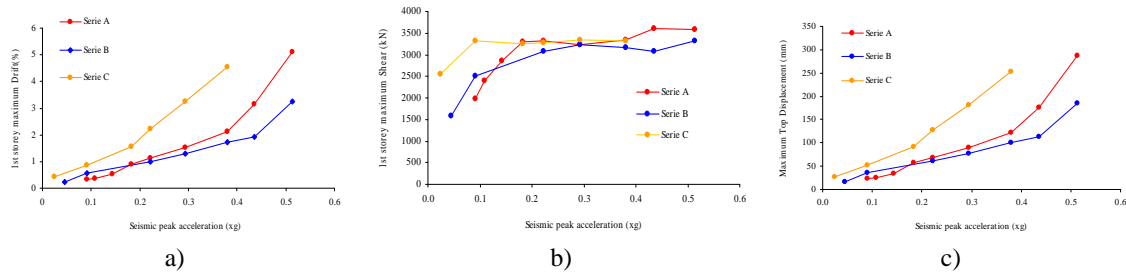 1st storey maximum Drift(%)
6
5
4
3
2
1
0
0
0.1
0.2
0.3
0.4
0.5
0.6
Serie A
Serie B
Serie C
Seismic peak acceleration (xg)
a)
1st storey maximum Shear (kN)
4000
3500
3000
2500
2000
1500
1000
500
0
0
0.1
0.2
0.3
0.4
0.5
0.6
Serie A
Serie B
Serie C
Seismic peak acceleration (xg)
b)
Maximum Top Displacement (mm)
350
300
250
200
150
100
50
0
0.0
0.1
0.2
0.3
0.4
0.5
0.6
Serie A
Serie B
Serie C
Seismic peak acceleration (xg)
c)